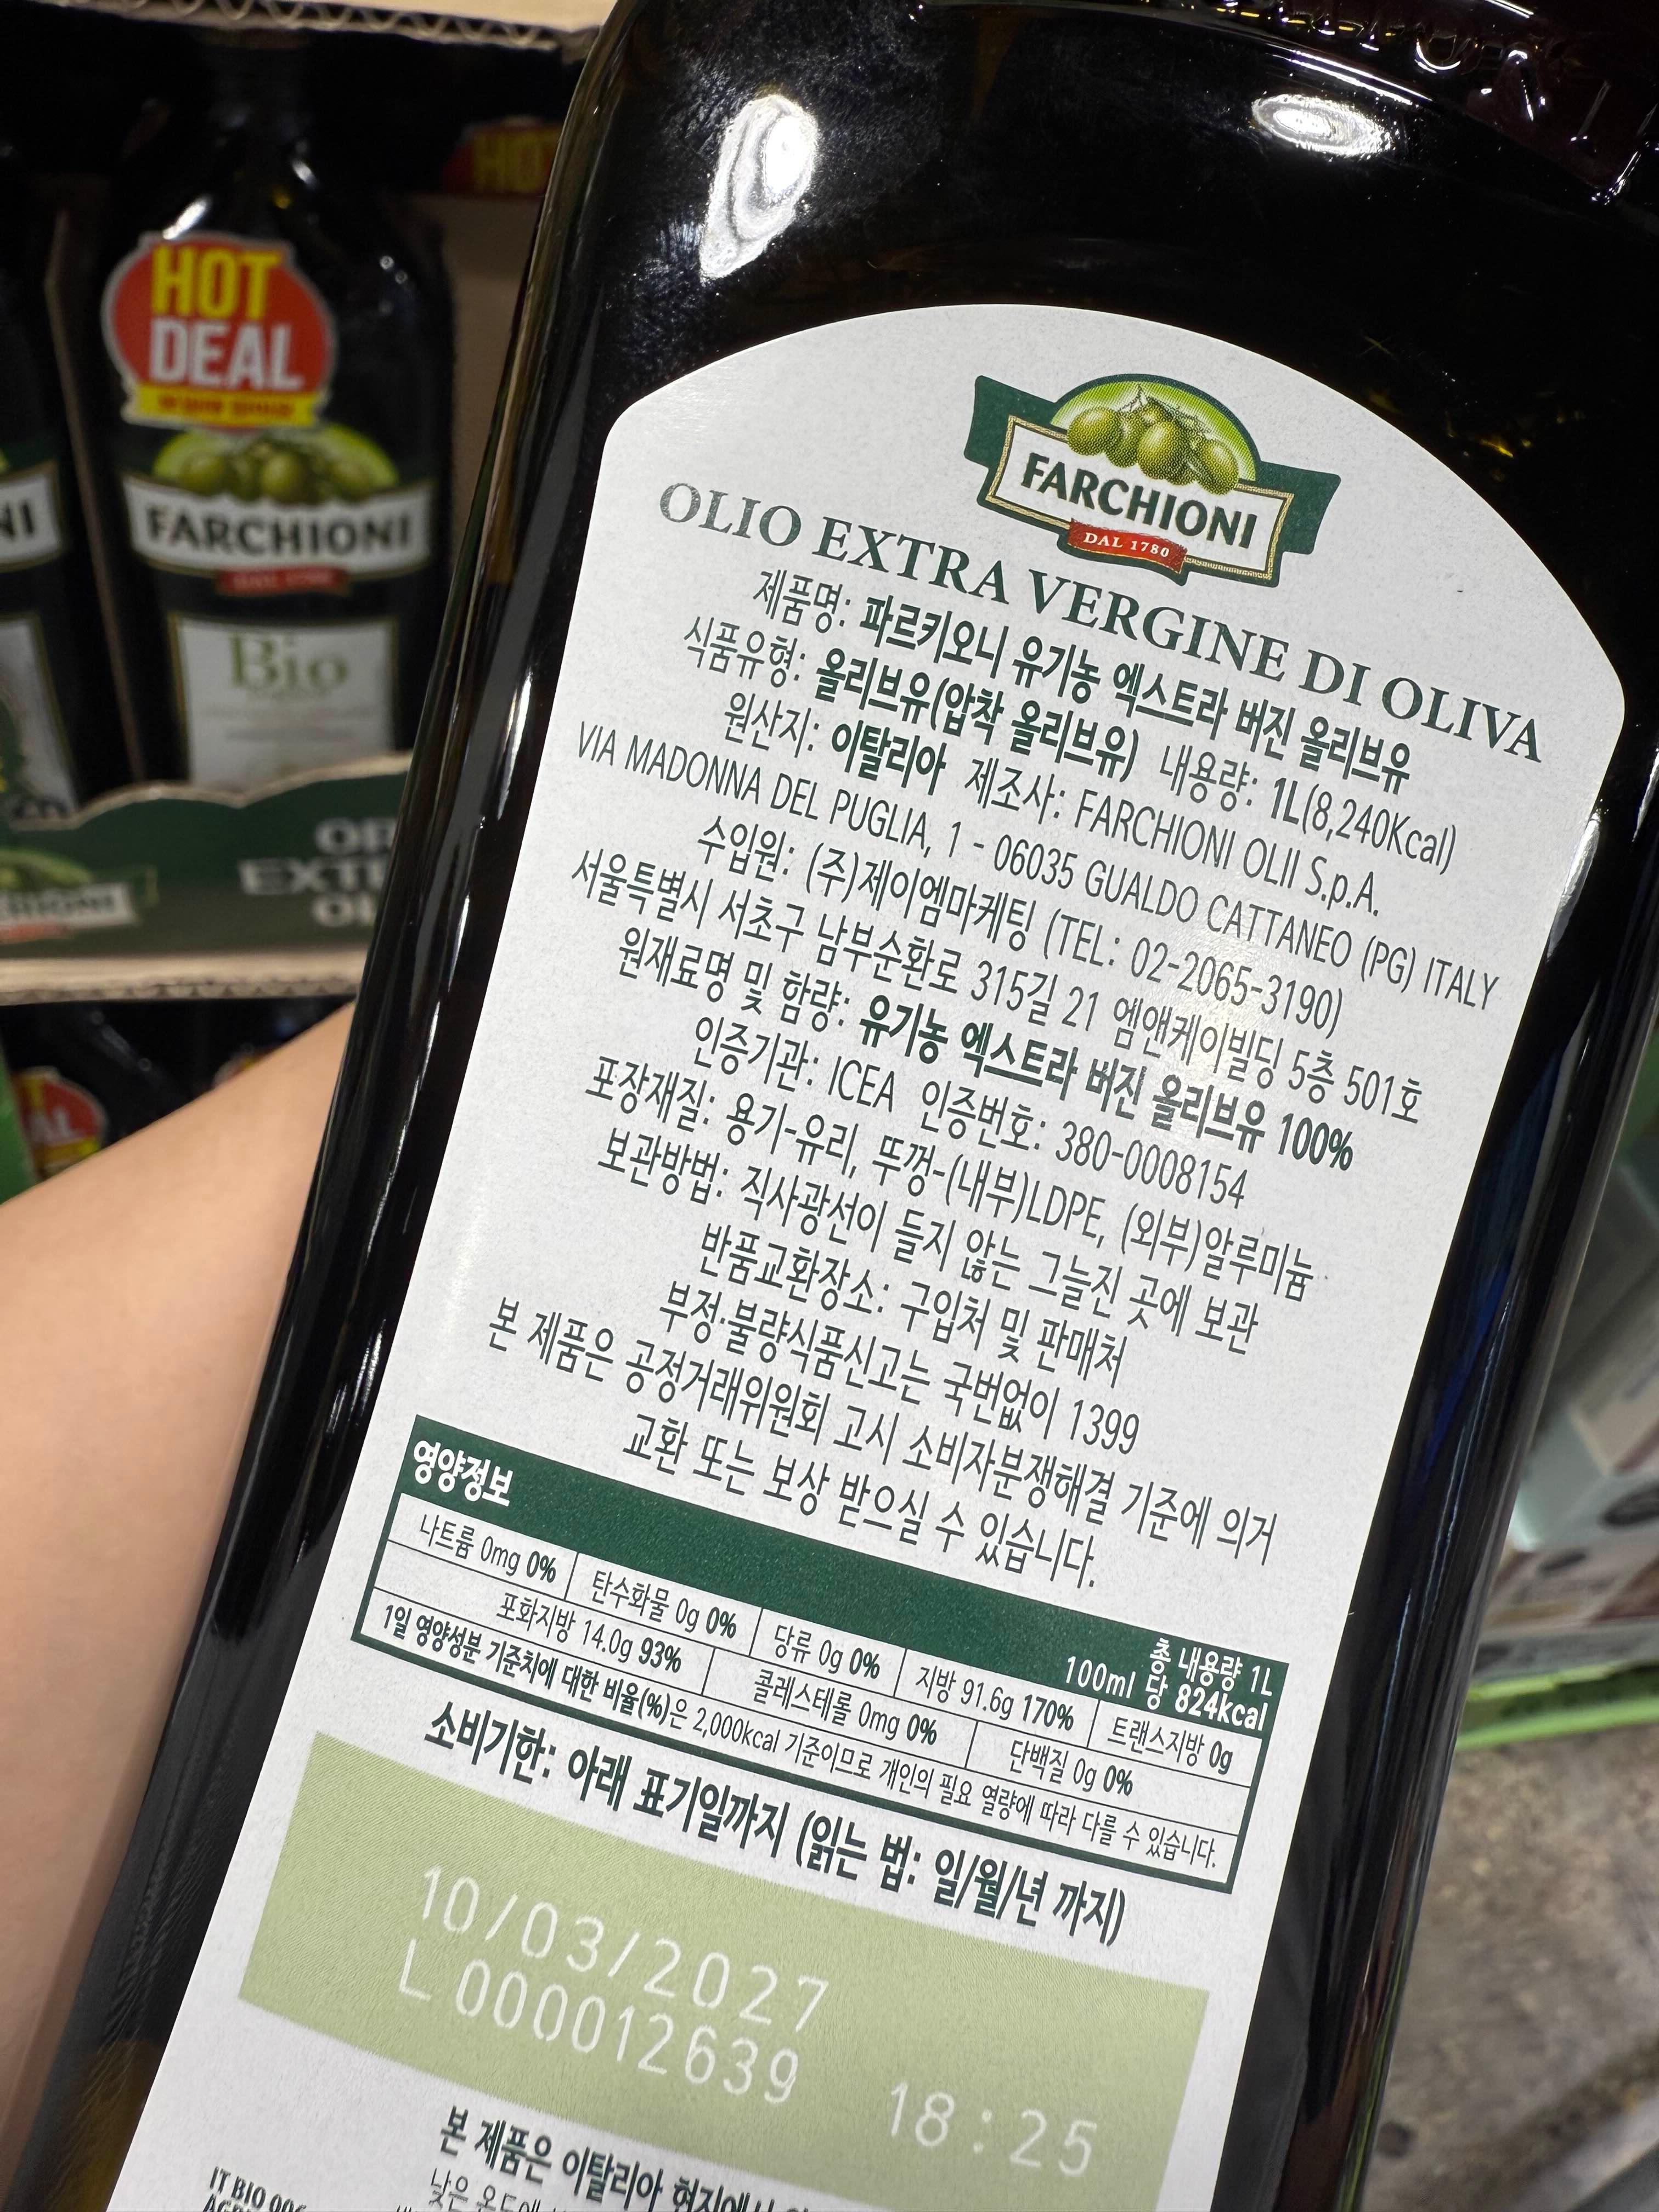 HOT
DEAL
FARCHIONI
DAL 1780
Bio
HOT
FARCHIONI
DAL 1780
OLIO EXTRA VERGINE DI OLIVA
제품명: 파르키오니 유기농 엑스트라 버진 올리브유
식품유형: 올리브유(압착 올리브유) 내용량: 1L(8,240Kcal)
원산지: 이탈리아 제조사: FARCHIONI OLII S.p.A.
VIA MADONNA DEL PUGLIA, 1 - 06035 GUALDO CATTANEO (PG) ITALY
수입원: (주)제이엠마케팅 (TEL: 02-2065-3190)
서울특별시 서초구 남부순환로 315길 21 엠앤케이빌딩 5층 501호
원재료명 및 함량: 유기농 엑스트라 버진 올리브유 100%
인증기관: ICEA 인증번호: 380-0008154
포장재질: 용기-유리, 뚜껑-(내부)LDPE, (외부)알루미늄
보관방법: 직사광선이 들지 않는 그늘진 곳에 보관
반품교환장소: 구입처 및 판매처
부정·불량식품신고는 국번없이 1399
본 제품은 공정거래위원회 고시 소비자분쟁해결 기준에 의거
교환 또는 보상 받으실 수 있습니다.
영양정보
총 내용량 1L
100ml 당 824kcal
나트륨 0mg 0% 탄수화물 0g 0% 당류 0g 0% 지방 91.6g 170% 트랜스지방 0g
포화지방 14.0g 93% 콜레스테롤 0mg 0% 단백질 0g 0%
1일 영양성분 기준치에 대한 비율(%)은 2,000kcal 기준이므로 개인의 필요 열량에 따라 다를 수 있습니다.
소비기한: 아래 표기일까지 (읽는 법: 일/월/년 까지)
10/03/2027
L 000012639 18:25
본 제품은 이탈리아 현지에서
낮은 온도에
IT BIO